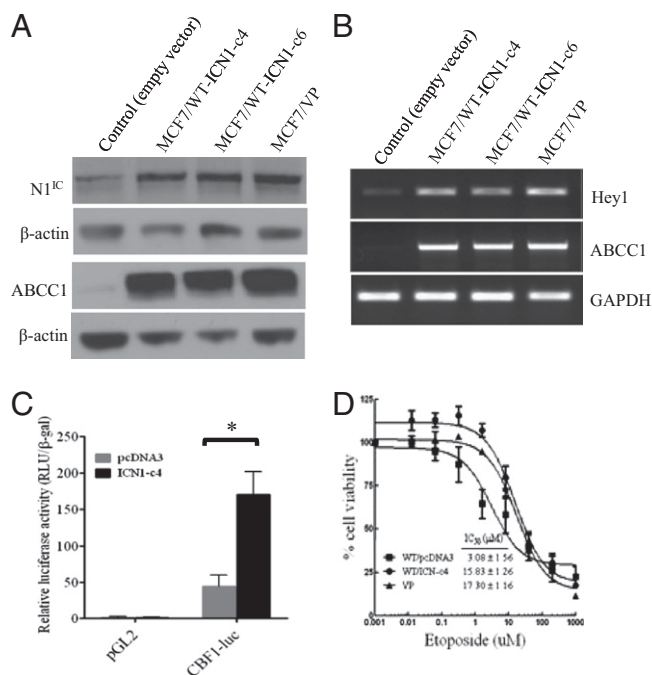 A
Control (empty vector)
MCF7/WT-ICN1-c4
MCF7/WT-ICN1-c6
MCF7/VP
N1IC
β-actin
ABCC1
β-actin
B
Control (empty vector)
MCF7/WT-ICN1-c4
MCF7/WT-ICN1-c6
MCF7/VP
Hey1
ABCC1
GAPDH
C
Relative luciferase activity (RLU/β-gal)
250
200
150
100
50
0
pcDNA3
ICN1-c4
*
pGL2
CBF1-luc
D
% cell viability
125
100
75
50
25
0
IC50 (μM)
WDpcDNA3 3.08±1.56
WD/ICN-c4 15.83±1.26
VP 17.30±1.16
0.001 0.01 0.1 1 10 100 1000
Etoposide (uM)